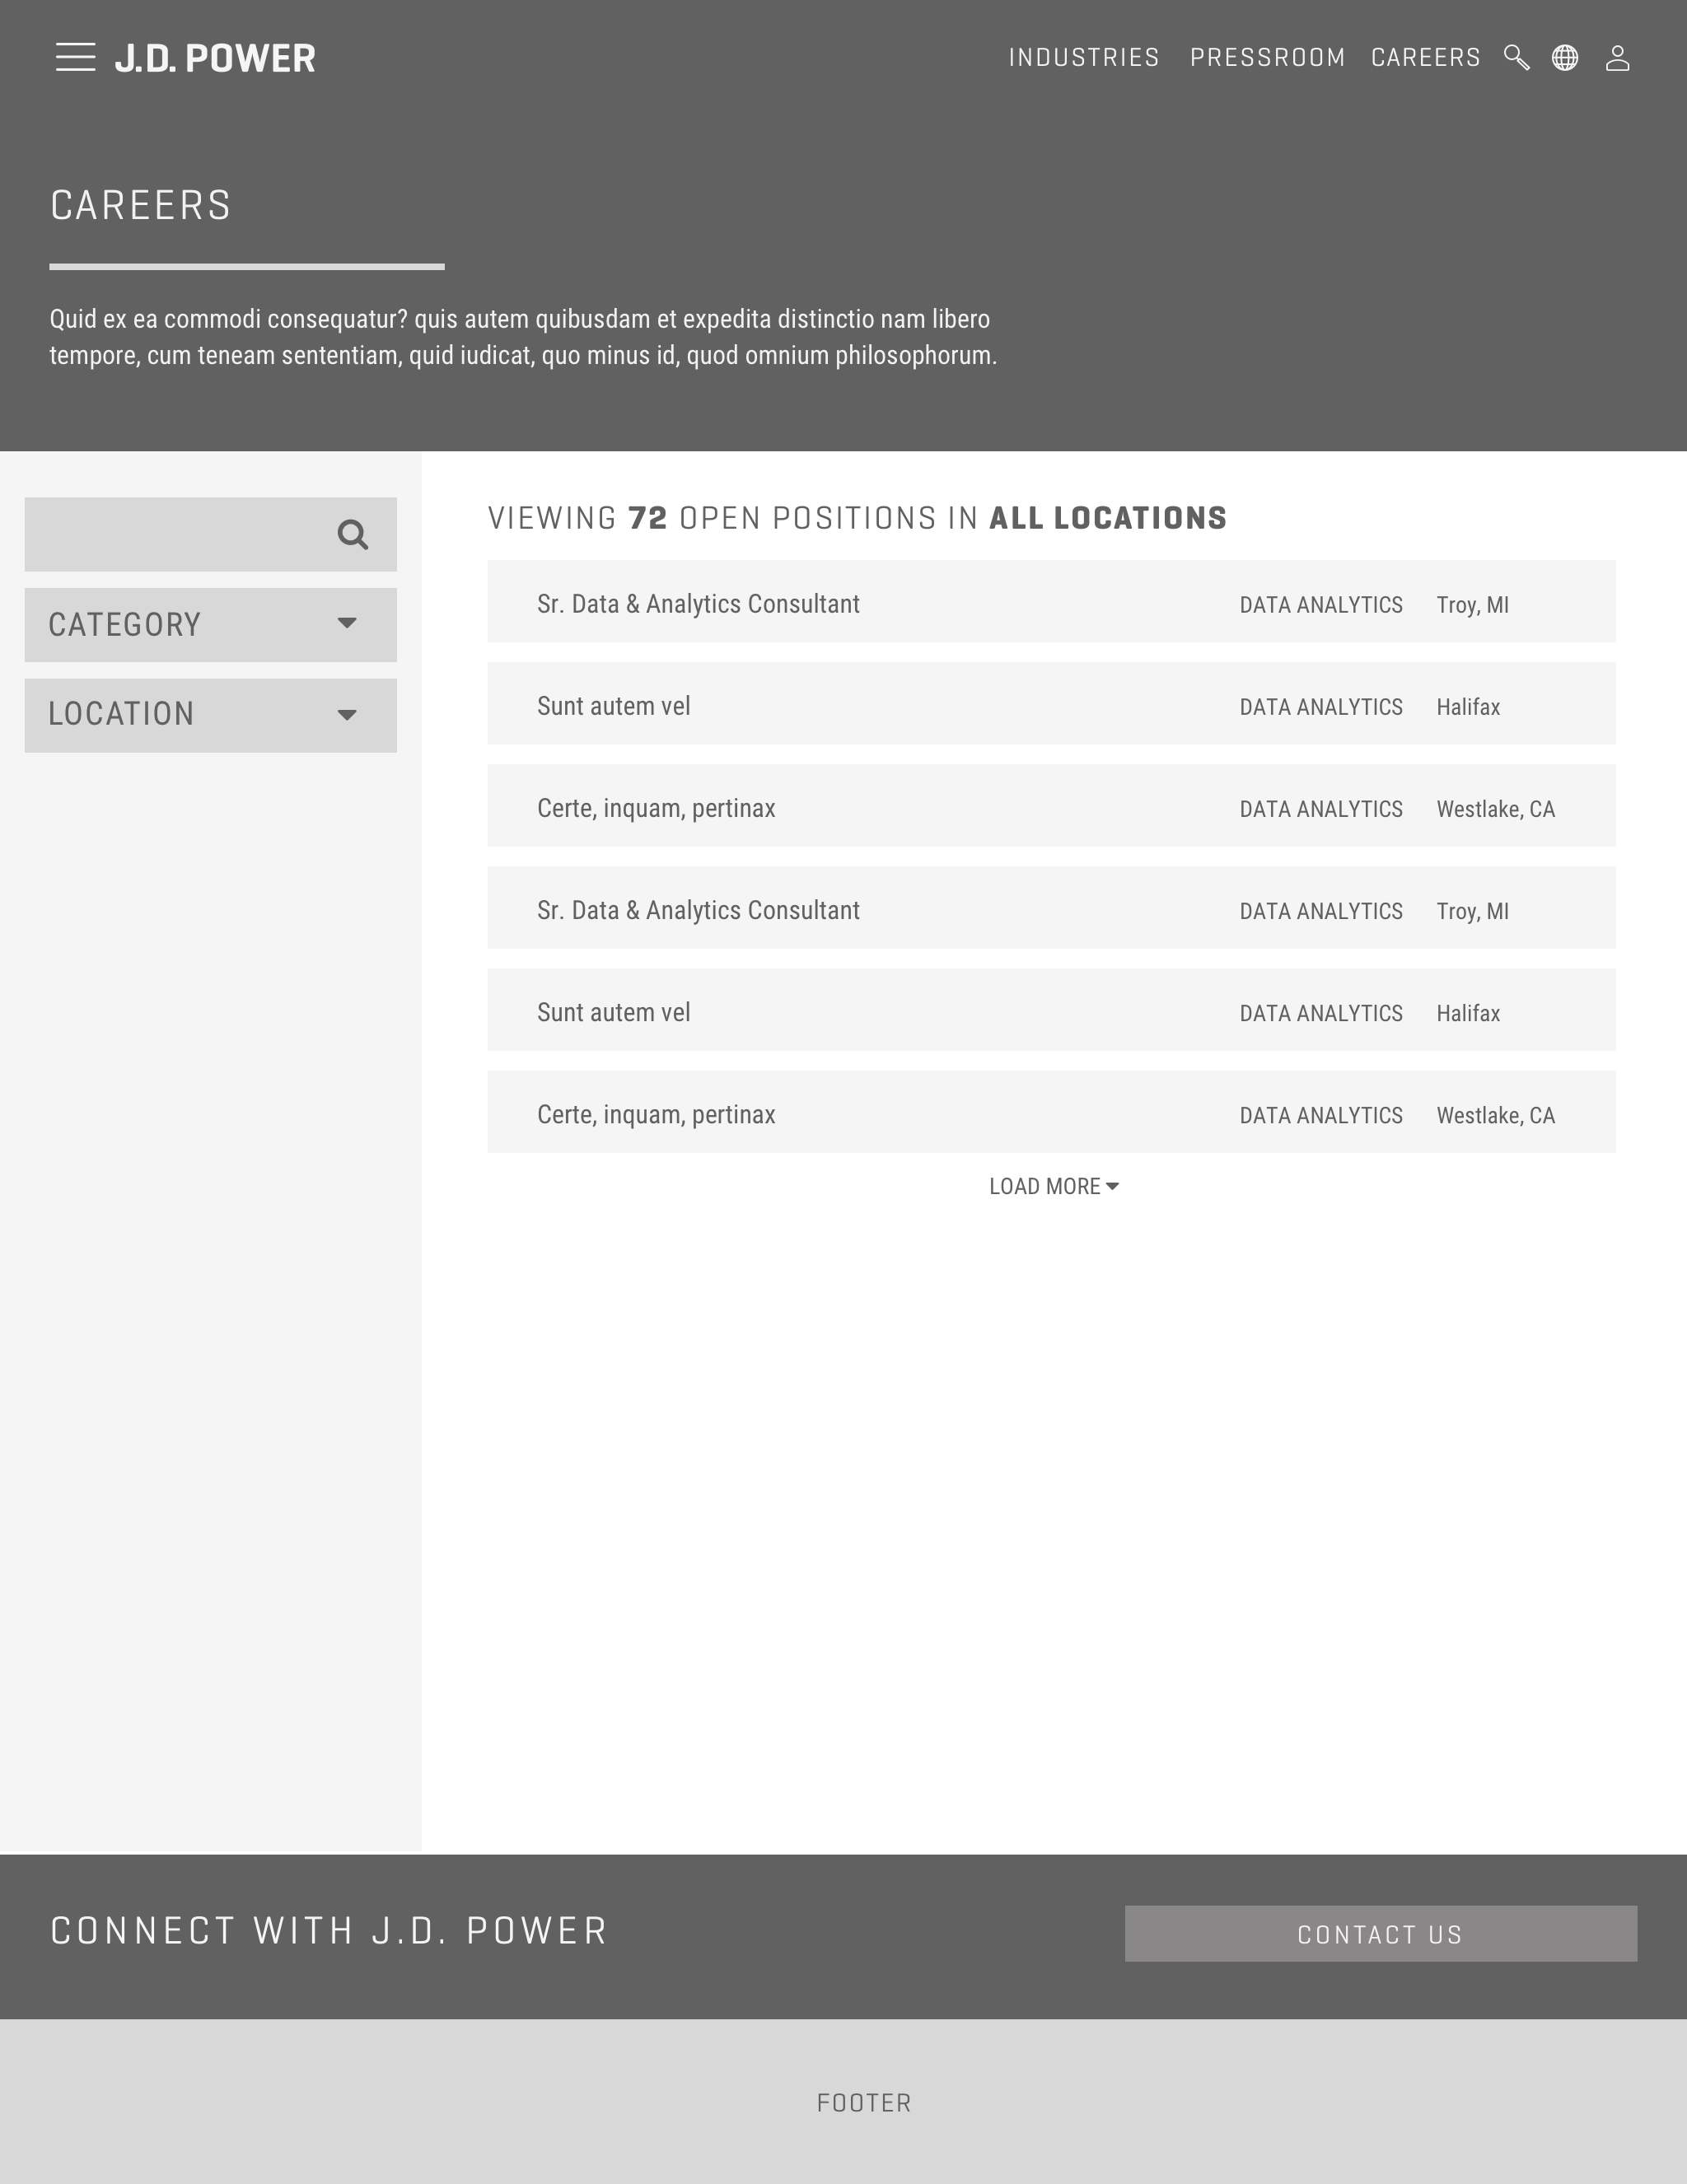 J.D. POWER
INDUSTRIES PRESSROOM CAREERS
CAREERS
Quid ex ea commodi consequatur? quis autem quibusdam et expedita distinctio nam libero
tempore, cum teneam sententiam, quid iudicat, quo minus id, quod omnium philosophorum.
CATEGORY
LOCATION
VIEWING 72 OPEN POSITIONS IN ALL LOCATIONS
Sr. Data & Analytics Consultant DATA ANALYTICS Troy, MI
Sunt autem vel DATA ANALYTICS Halifax
Certe, inquam, pertinax DATA ANALYTICS Westlake, CA
Sr. Data & Analytics Consultant DATA ANALYTICS Troy, MI
Sunt autem vel DATA ANALYTICS Halifax
Certe, inquam, pertinax DATA ANALYTICS Westlake, CA
LOAD MORE
CONNECT WITH J.D. POWER
CONTACT US
FOOTER